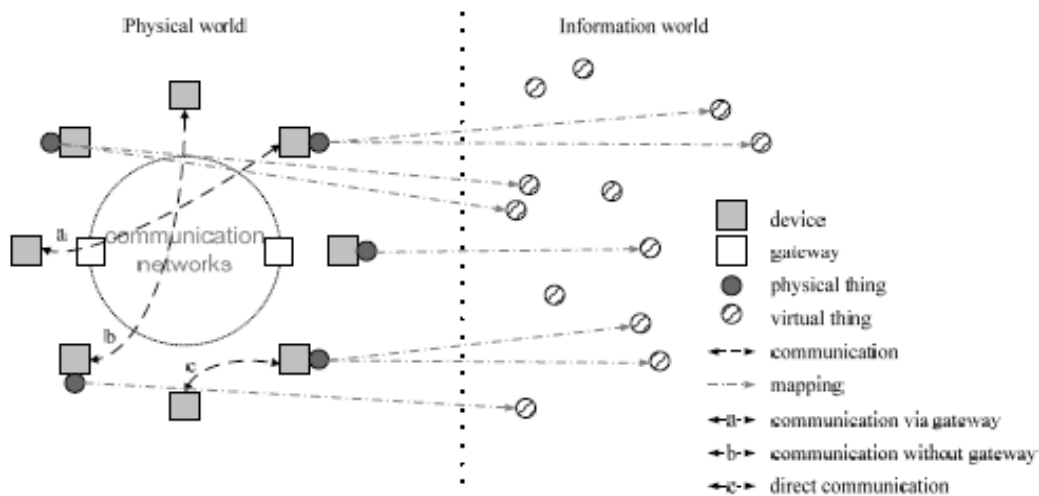 Physical world
Information world
a
communication
networks
b
c
device
gateway
physical thing
virtual thing
communication
mapping
a communication via gateway
b communication without gateway
c direct communication